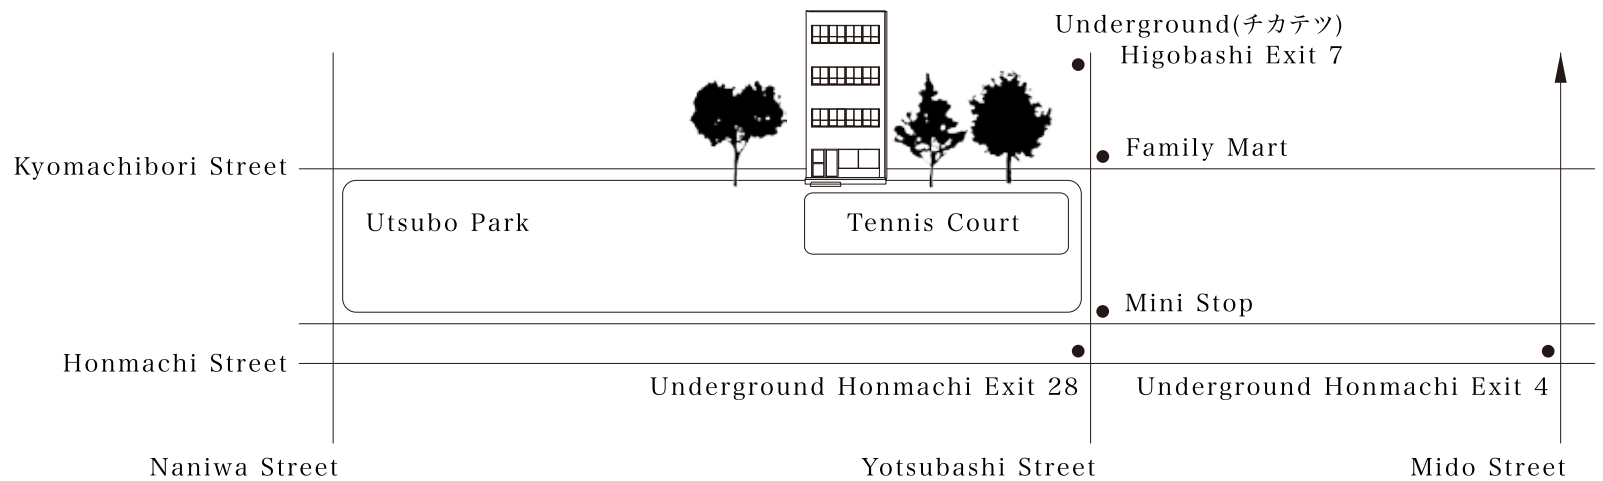 Underground(チカテツ)
Higobashi Exit 7
Family Mart
Kyomachibori Street
Utsubo Park
Tennis Court
Mini Stop
Honmachi Street
Underground Honmachi Exit 28
Underground Honmachi Exit 4
Naniwa Street
Yotsubashi Street
Mido Street